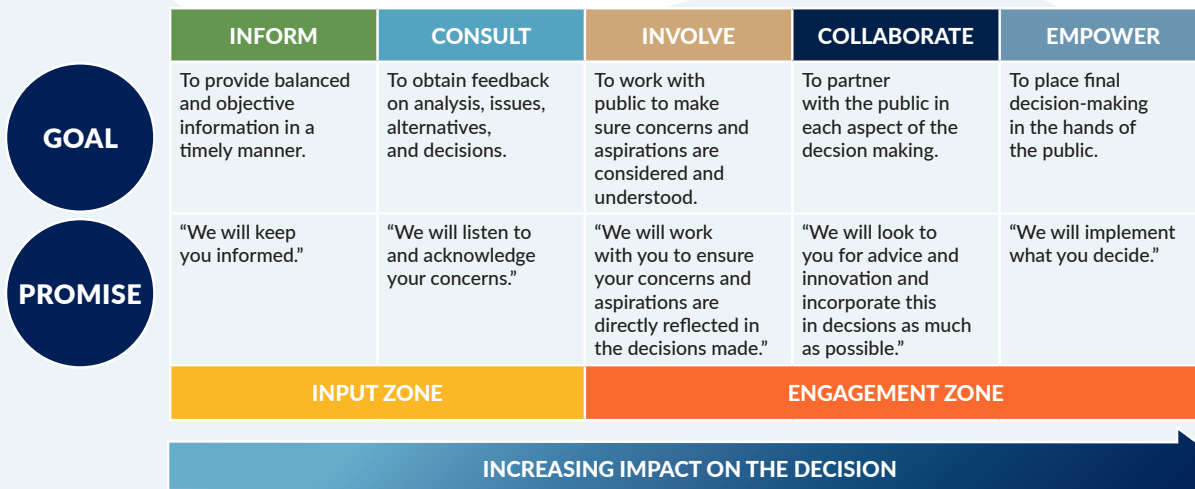 INFORM
CONSULT
INVOLVE
COLLABORATE
EMPOWER
GOAL
To provide balanced
and objective
information in a
timely manner.
To obtain feedback
on analysis, issues,
alternatives,
and decisions.
To work with
public to make
sure concerns and
aspirations are
considered and
understood.
To partner
with the public in
each aspect of the
decsion making.
To place final
decision-making
in the hands of
the public.
PROMISE
“We will keep
you informed.”
“We will listen to
and acknowledge
your concerns.”
“We will work
with you to ensure
your concerns and
aspirations are
directly reflected in
the decisions made.”
“We will look to
you for advice and
innovation and
incorporate this
in decsions as much
as possible.”
“We will implement
what you decide.”
INPUT ZONE
ENGAGEMENT ZONE
INCREASING IMPACT ON THE DECISION